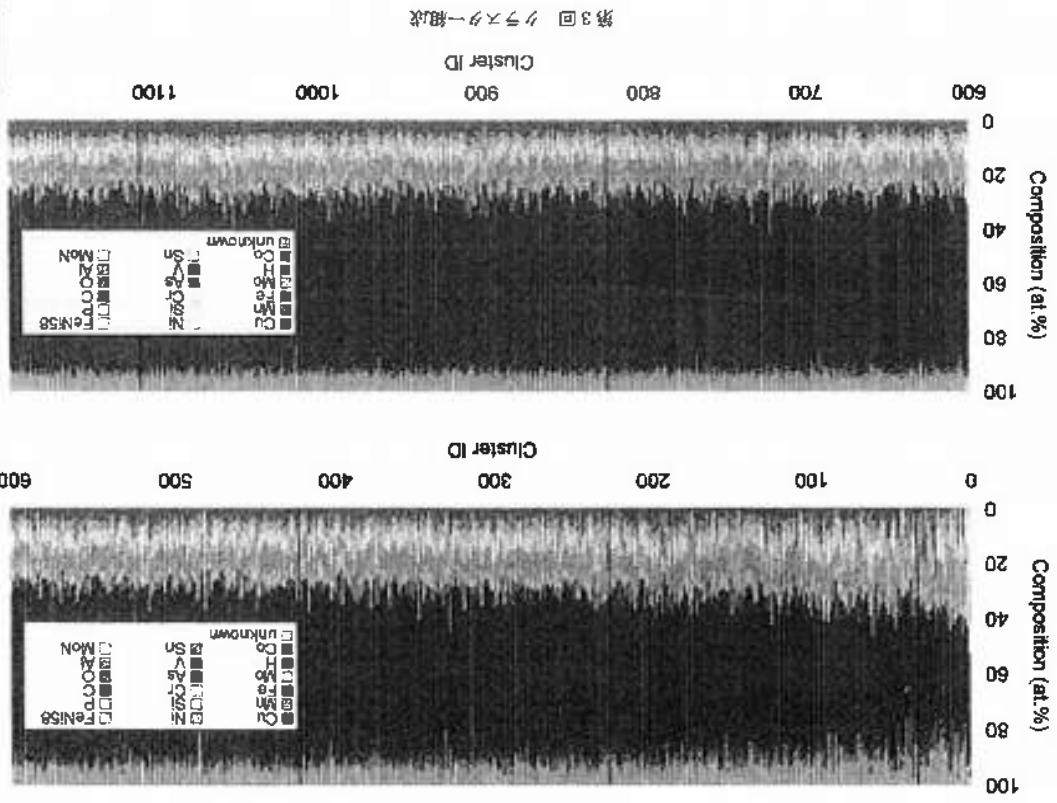 Composition (at.%)
100
80
60
40
20
0
Cu Ni FeNi58
Mn Si P
Fe Cr C
Mo As O
H V Al
Co Sn MoN
unknown
0 100 200 300 400 500 600
Cluster ID
Composition (at.%)
100
80
60
40
20
0
Cu Ni FeNi58
Mn Si P
Fe Cr C
Mo As O
H V Al
Co Sn MoN
unknown
600 700 800 900 1000 1100
Cluster ID
第3回 クラスター組成